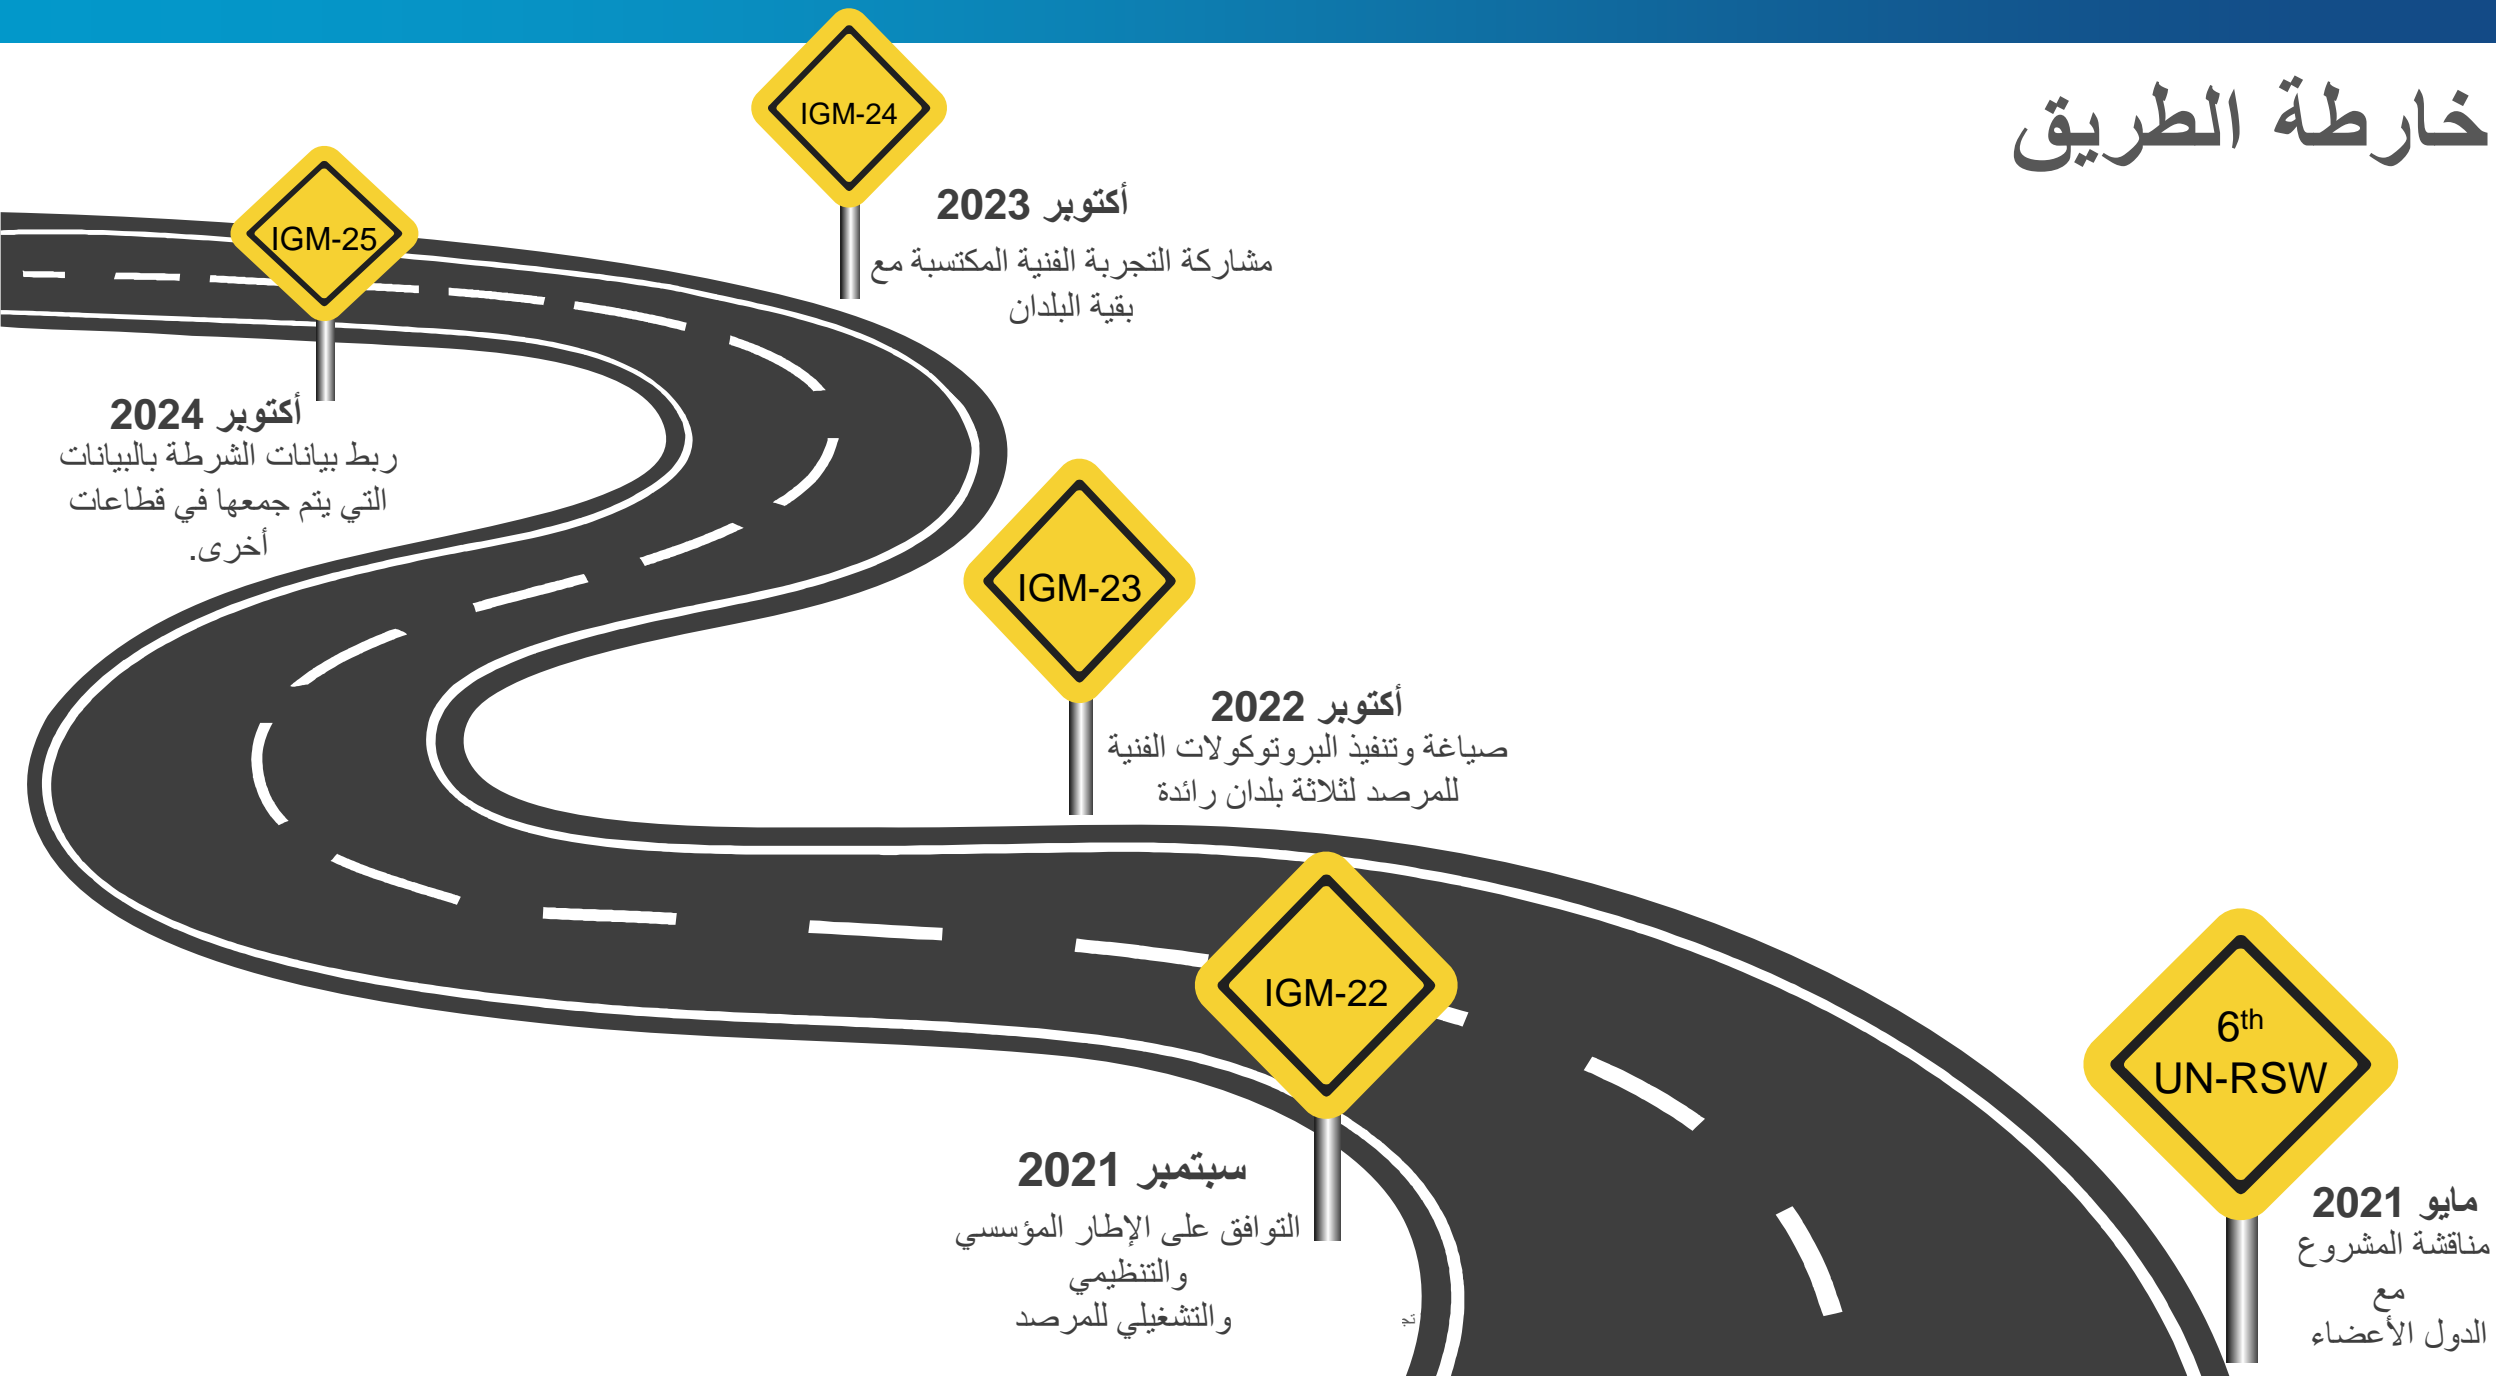 خارطة الطريق
IGM-24
أكتوبر 2023
مشاركة التجربة الفنية المكتسبة مع
بقية البلدان
IGM-25
أكتوبر 2024
ربط بيانات الشرطة بالبيانات
التي يتم جمعها في قطاعات
أخرى.
IGM-23
أكتوبر 2022
صياغة وتنفيذ البروتوكولات الفنية
للمرصد لثلاثة بلدان رائدة
IGM-22
سبتمبر 2021
التوافق على الإطار المؤسسي
والتنظيمي
والتشغيلي للمرصد
6th
UN-RSW
مايو 2021
مناقشة المشروع
مع
الدول الأعضاء